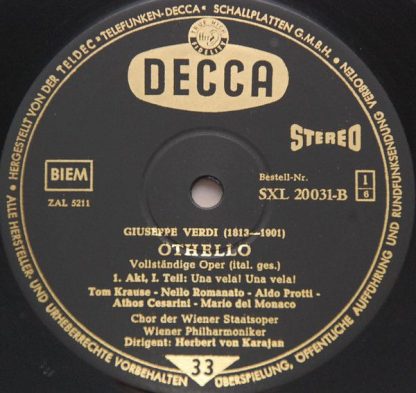 HERGESTELLT VON DER TELDEC • „TELEFUNKEN-DECCA“ • SCHALLPLATTEN G.M.B.H.
• ALLE HERSTELLER- UND URHEBERRECHTE VORBEHALTEN
ÜBERSPIELUNG, ÖFFENTLICHE AUFFÜHRUNG UND RUNDFUNKSENDUNG VERBOTEN
DECCA
STEREO
BIEM
ZAL 5211
Bestell-Nr.
SXL 20031-B
1
6
GIUSEPPE VERDI (1813—1901)
OTHELLO
Vollständige Oper (ital. ges.)
1. Akt, I. Teil: Una vela! Una vela!
Tom Krause - Nello Romanato - Aldo Protti -
Athos Cesarini - Mario del Monaco
Chor der Wiener Staatsoper
Wiener Philharmoniker
Dirigent: Herbert von Karajan
33